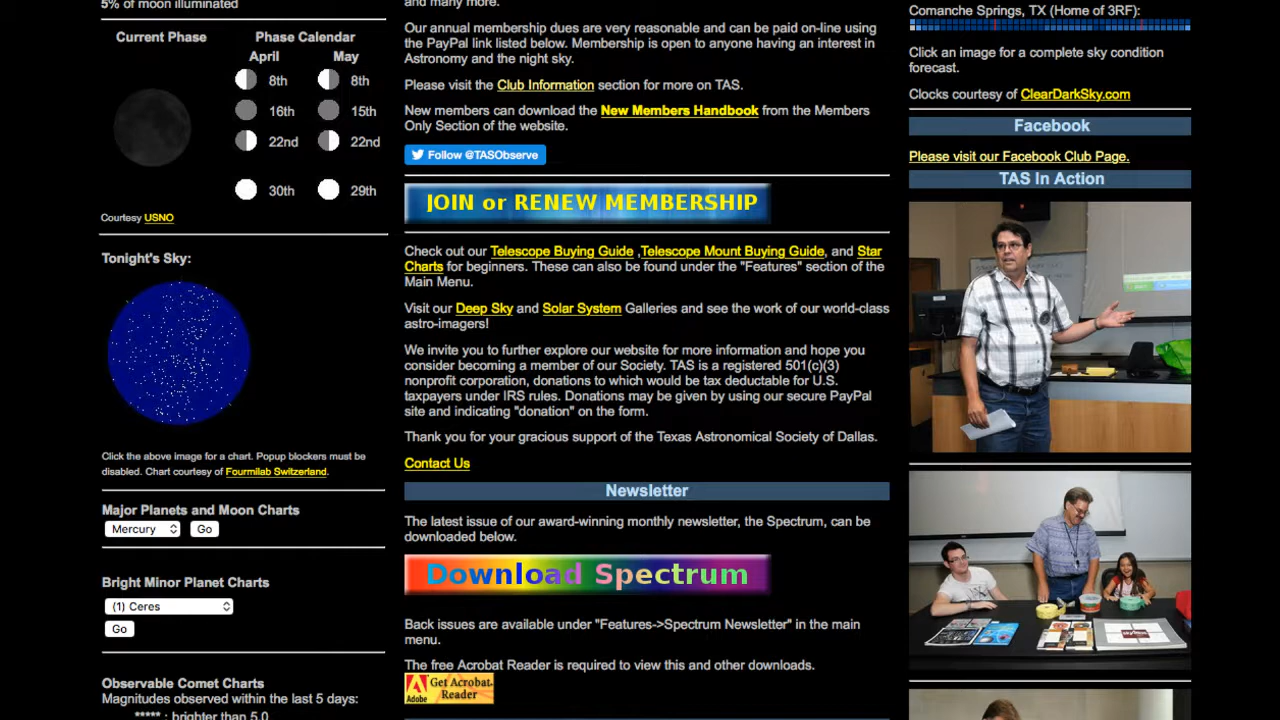 5% of moon illuminated
Current Phase
Phase Calendar
April May
8th 8th
16th 15th
22nd 22nd
30th 29th
Courtesy USNO
Tonight's Sky:
Click the above image for a chart. Popup blockers must be
disabled. Chart courtesy of Fourmilab Switzerland.
Major Planets and Moon Charts
Mercury Go
Bright Minor Planet Charts
(1) Ceres
Go
Observable Comet Charts
Magnitudes observed within the last 5 days:
***** : brighter than 5.0
and many more.
Our annual membership dues are very reasonable and can be paid on-line using
the PayPal link listed below. Membership is open to anyone having an interest in
Astronomy and the night sky.
Please visit the Club Information section for more on TAS.
New members can download the New Members Handbook from the Members
Only Section of the website.
Follow @TASObserve
JOIN or RENEW MEMBERSHIP
Check out our Telescope Buying Guide ,Telescope Mount Buying Guide, and Star
Charts for beginners. These can also be found under the "Features" section of the
Main Menu.
Visit our Deep Sky and Solar System Galleries and see the work of our world-class
astro-imagers!
We invite you to further explore our website for more information and hope you
consider becoming a member of our Society. TAS is a registered 501(c)(3)
nonprofit corporation, donations to which would be tax deductable for U.S.
taxpayers under IRS rules. Donations may be given by using our secure PayPal
site and indicating "donation" on the form.
Thank you for your gracious support of the Texas Astronomical Society of Dallas.
Contact Us
Newsletter
The latest issue of our award-winning monthly newsletter, the Spectrum, can be
downloaded below.
Download Spectrum
Back issues are available under "Features->Spectrum Newsletter" in the main
menu.
The free Acrobat Reader is required to view this and other downloads.
Adobe
Get Acrobat
Reader
Comanche Springs, TX (Home of 3RF):
Click an image for a complete sky condition
forecast.
Clocks courtesy of ClearDarkSky.com
Facebook
Please visit our Facebook Club Page.
TAS In Action